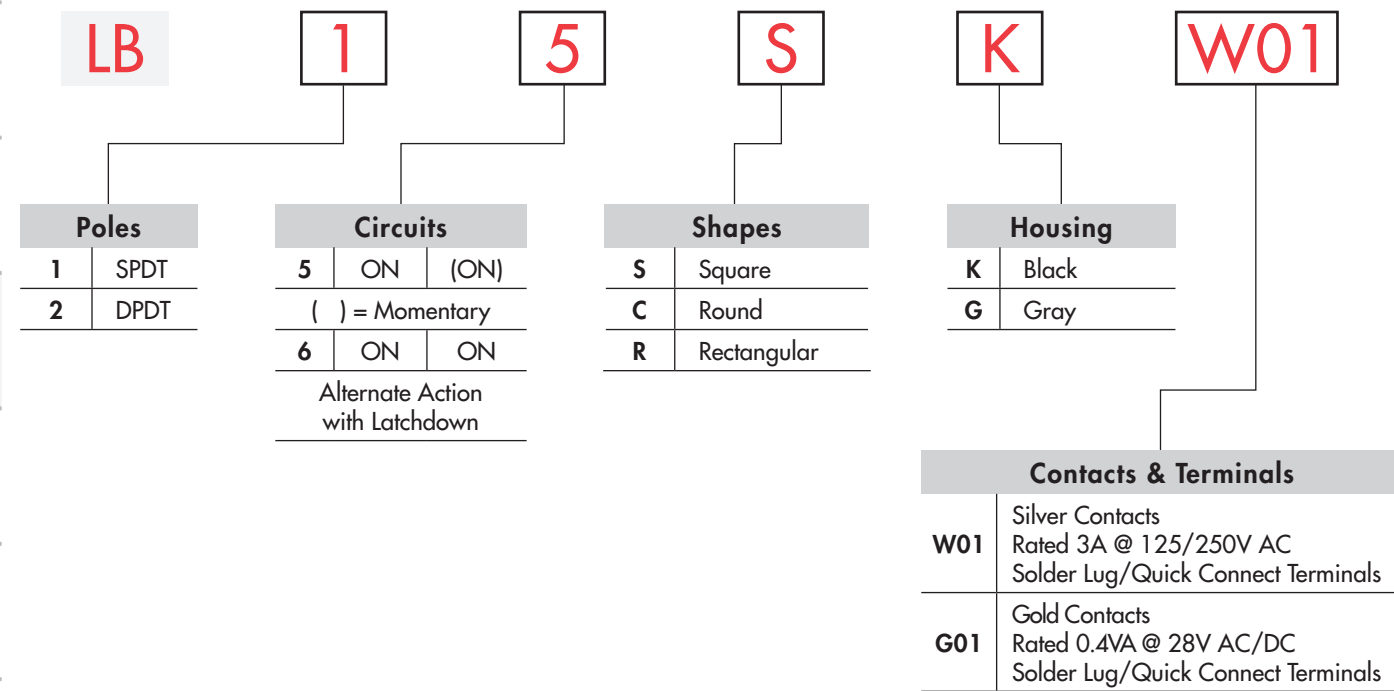 LB 1 5 S K W01
Poles
1 SPDT
2 DPDT
Circuits
5 ON (ON)
( ) = Momentary
6 ON ON
Alternate Action
with Latchdown
Shapes
S Square
C Round
R Rectangular
Housing
K Black
G Gray
Contacts & Terminals
Silver Contacts
W01 Rated 3A @ 125/250V AC
Solder Lug/Quick Connect Terminals
Gold Contacts
G01 Rated 0.4VA @ 28V AC/DC
Solder Lug/Quick Connect Terminals